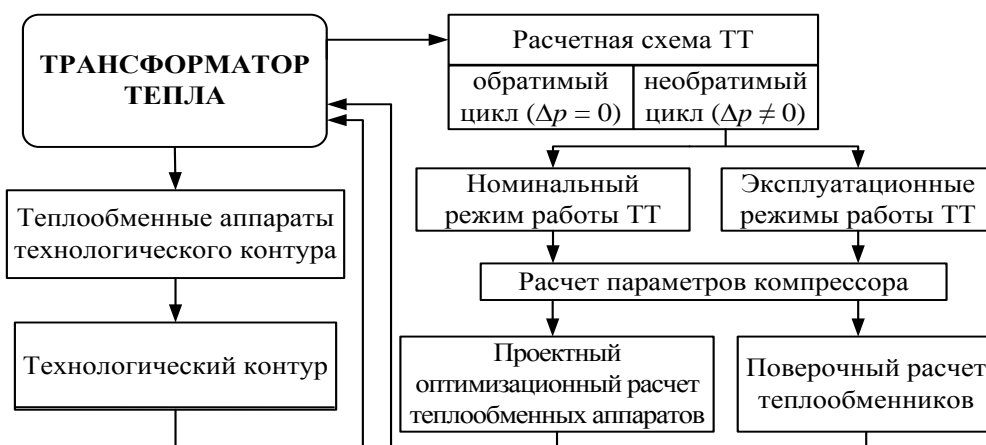 ТРАНСФОРМАТОР
ТЕПЛА
Расчетная схема ТТ
обратимый
цикл (Δp = 0)
необратимый
цикл (Δp ≠ 0)
Номинальный
режим работы ТТ
Эксплуатационные
режимы работы ТТ
Теплообменные аппараты
технологического контура
Расчет параметров компрессора
Технологический контур
Проектный
оптимизационный расчет
теплообменных аппаратов
Поверочный расчет
теплообменников